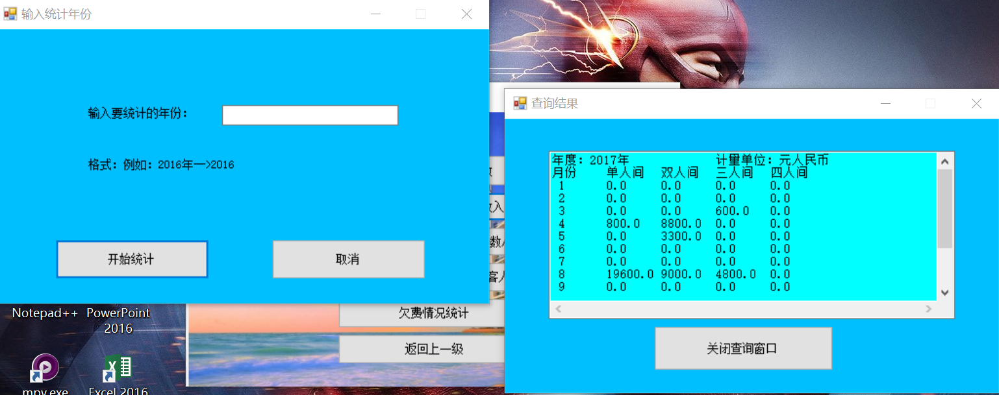 输入统计年份
输入要统计的年份:
格式: 例如: 2016年一>2016
开始统计 取消
查询结果
年度: 2017年 计量单位: 元人民币
月份 单人间 双人间 三人间 四人间
1 0.0 0.0 0.0 0.0
2 0.0 0.0 0.0 0.0
3 0.0 0.0 600.0 0.0
4 800.0 8800.0 0.0 0.0
5 0.0 3300.0 0.0 0.0
6 0.0 0.0 0.0 0.0
7 0.0 0.0 0.0 0.0
8 19600.0 9000.0 4800.0 0.0
9 0.0 0.0 0.0 0.0
关闭查询窗口
欠费情况统计
返回上一级
Notepad++ PowerPoint
2016
mpv.exe Excel 2016